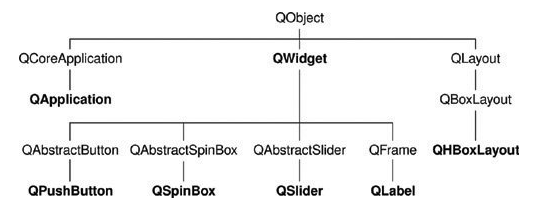 QObject
QCoreApplication QWidget QLayout
QApplication QBoxLayout
QAbstractButton QAbstractSpinBox QAbstractSlider QFrame QHBoxLayout
QPushButton QSpinBox QSlider QLabel